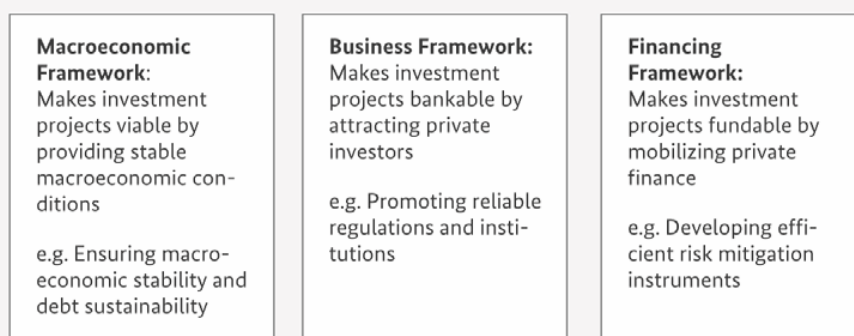 Macroeconomic
Framework:
Makes investment
projects viable by
providing stable
macroeconomic con-
ditions
e.g. Ensuring macro-
economic stability and
debt sustainability
Business Framework:
Makes investment
projects bankable by
attracting private
investors
e.g. Promoting reliable
regulations and insti-
tutions
Financing
Framework:
Makes investment
projects fundable by
mobilizing private
finance
e.g. Developing effi-
cient risk mitigation
instruments